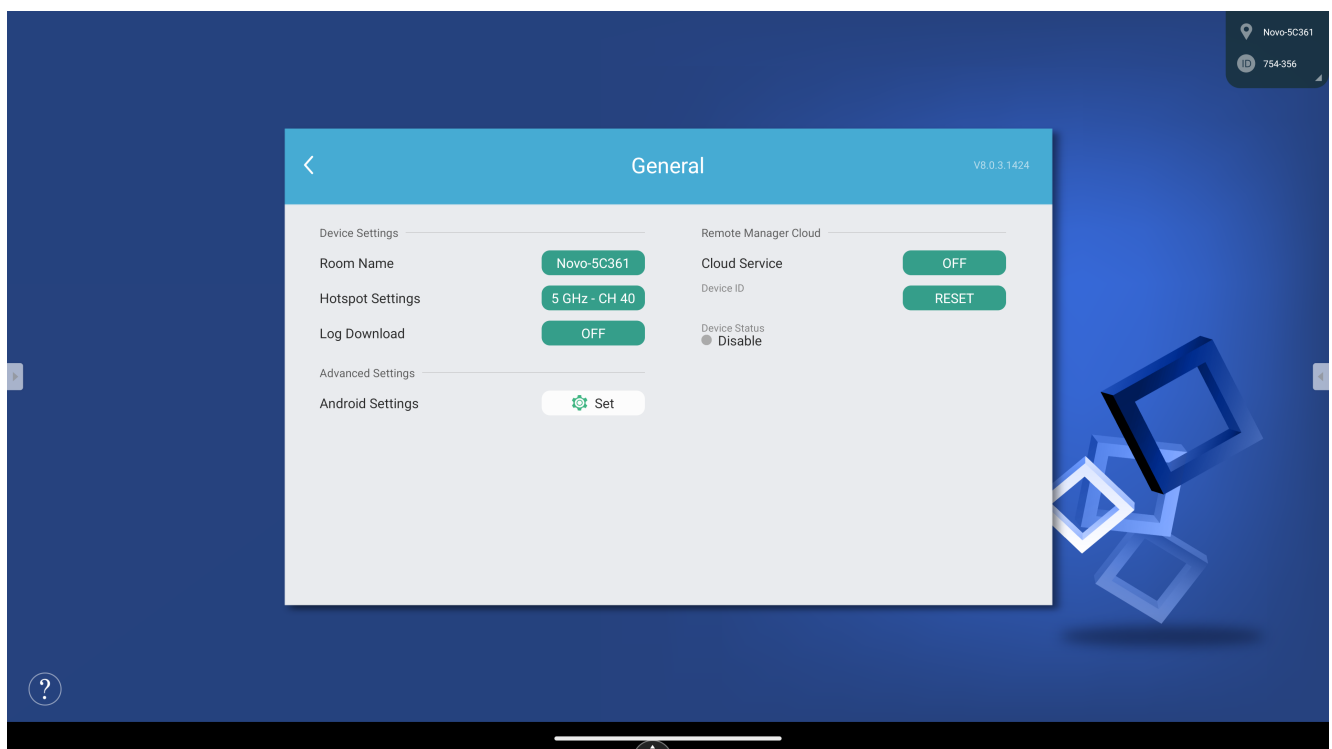 Novo-5C361
ID 754-356
General
V8.0.3.1424
Device Settings
Room Name Novo-5C361
Hotspot Settings 5 GHz - CH 40
Log Download OFF
Advanced Settings
Android Settings Set
Remote Manager Cloud
Cloud Service OFF
Device ID RESET
Device Status
Disable
?